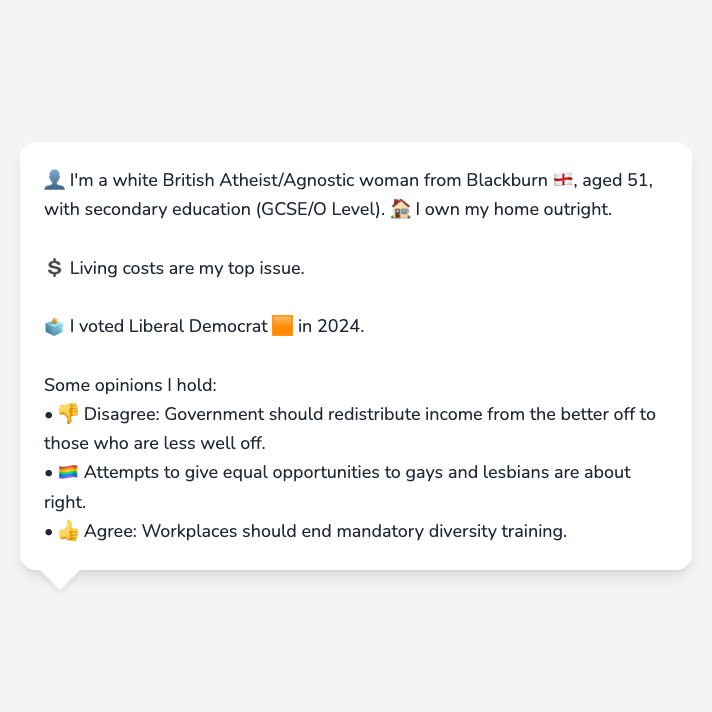 👤 I'm a white British Atheist/Agnostic woman from Blackburn 🏴󠁧󠁢󠁥󠁮󠁧󠁿, aged 51,
with secondary education (GCSE/O Level). 🏠 I own my home outright.
💲 Living costs are my top issue.
🗳️ I voted Liberal Democrat 🟧 in 2024.
Some opinions I hold:
• 👎 Disagree: Government should redistribute income from the better off to
those who are less well off.
• 🏳️‍🌈 Attempts to give equal opportunities to gays and lesbians are about
right.
• 👍 Agree: Workplaces should end mandatory diversity training.